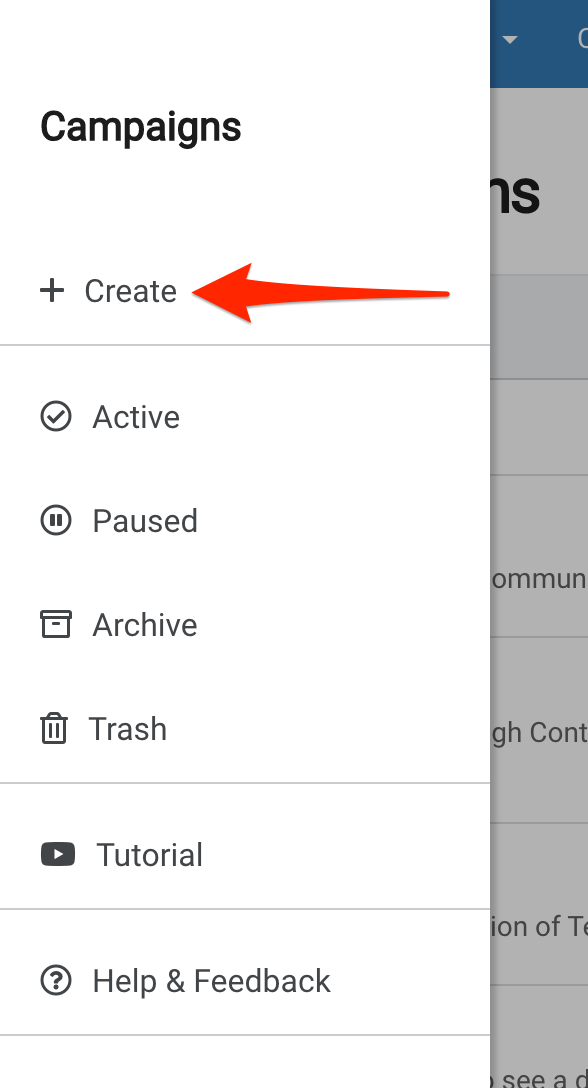 Campaigns
Create
Active
Paused
Archive
Trash
Tutorial
Help & Feedback
ns
ommun
gh Cont
ion of Te
see a d